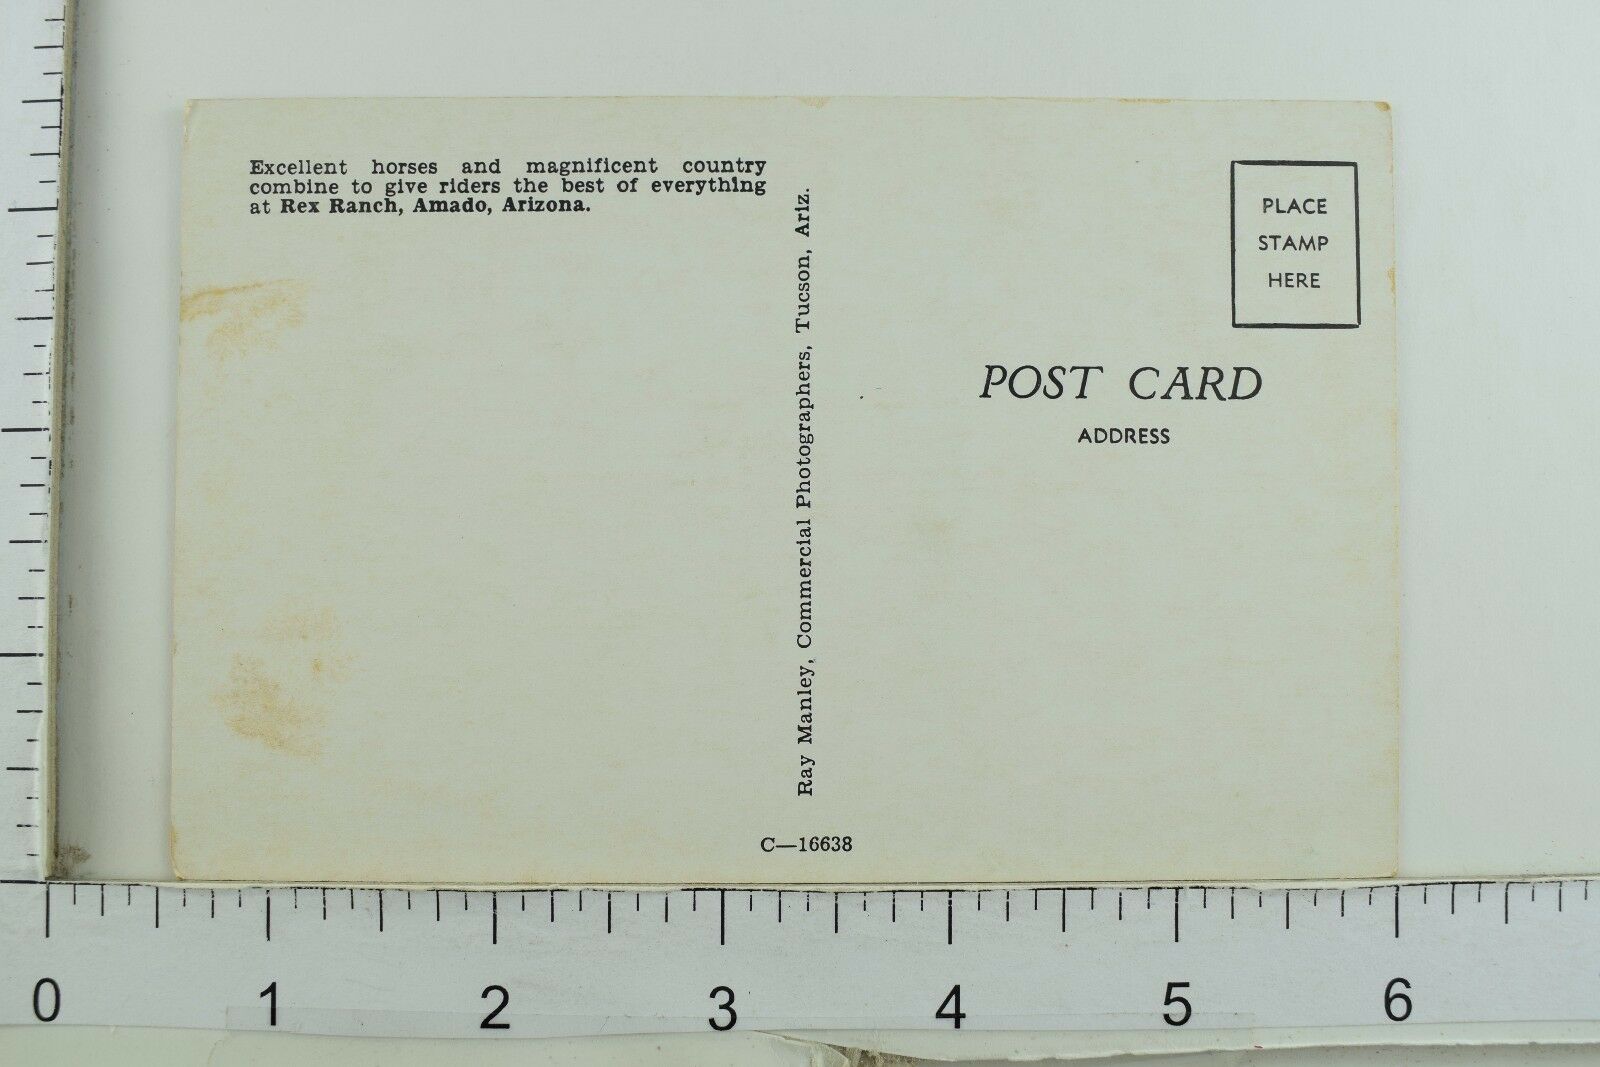 Excellent horses and magnificent country
combine to give riders the best of everything
at Rex Ranch, Amado, Arizona.
Ray Manley, Commercial Photographers, Tucson, Ariz.
PLACE
STAMP
HERE
POST CARD
ADDRESS
C—16638
0 1 2 3 4 5 6